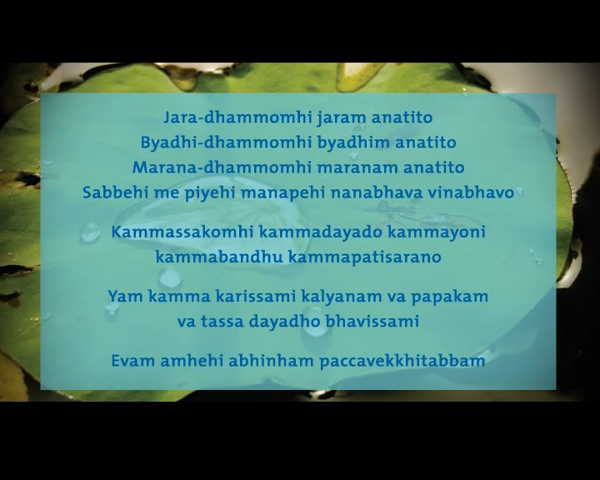 Jara-dhammomhi jaram anatito
Byadhi-dhammomhi byadhim anatito
Marana-dhammomhi maranam anatito
Sabbehi me piyehi manapehi nanabhava vinabhavo
Kammassakomhi kammadayado kammayoni
kammabandhu kammapatisarano
Yam kamma karissami kalyanam va papakam
va tassa dayadho bhavissami
Evam amhehi abhinham paccavekkhitabbam